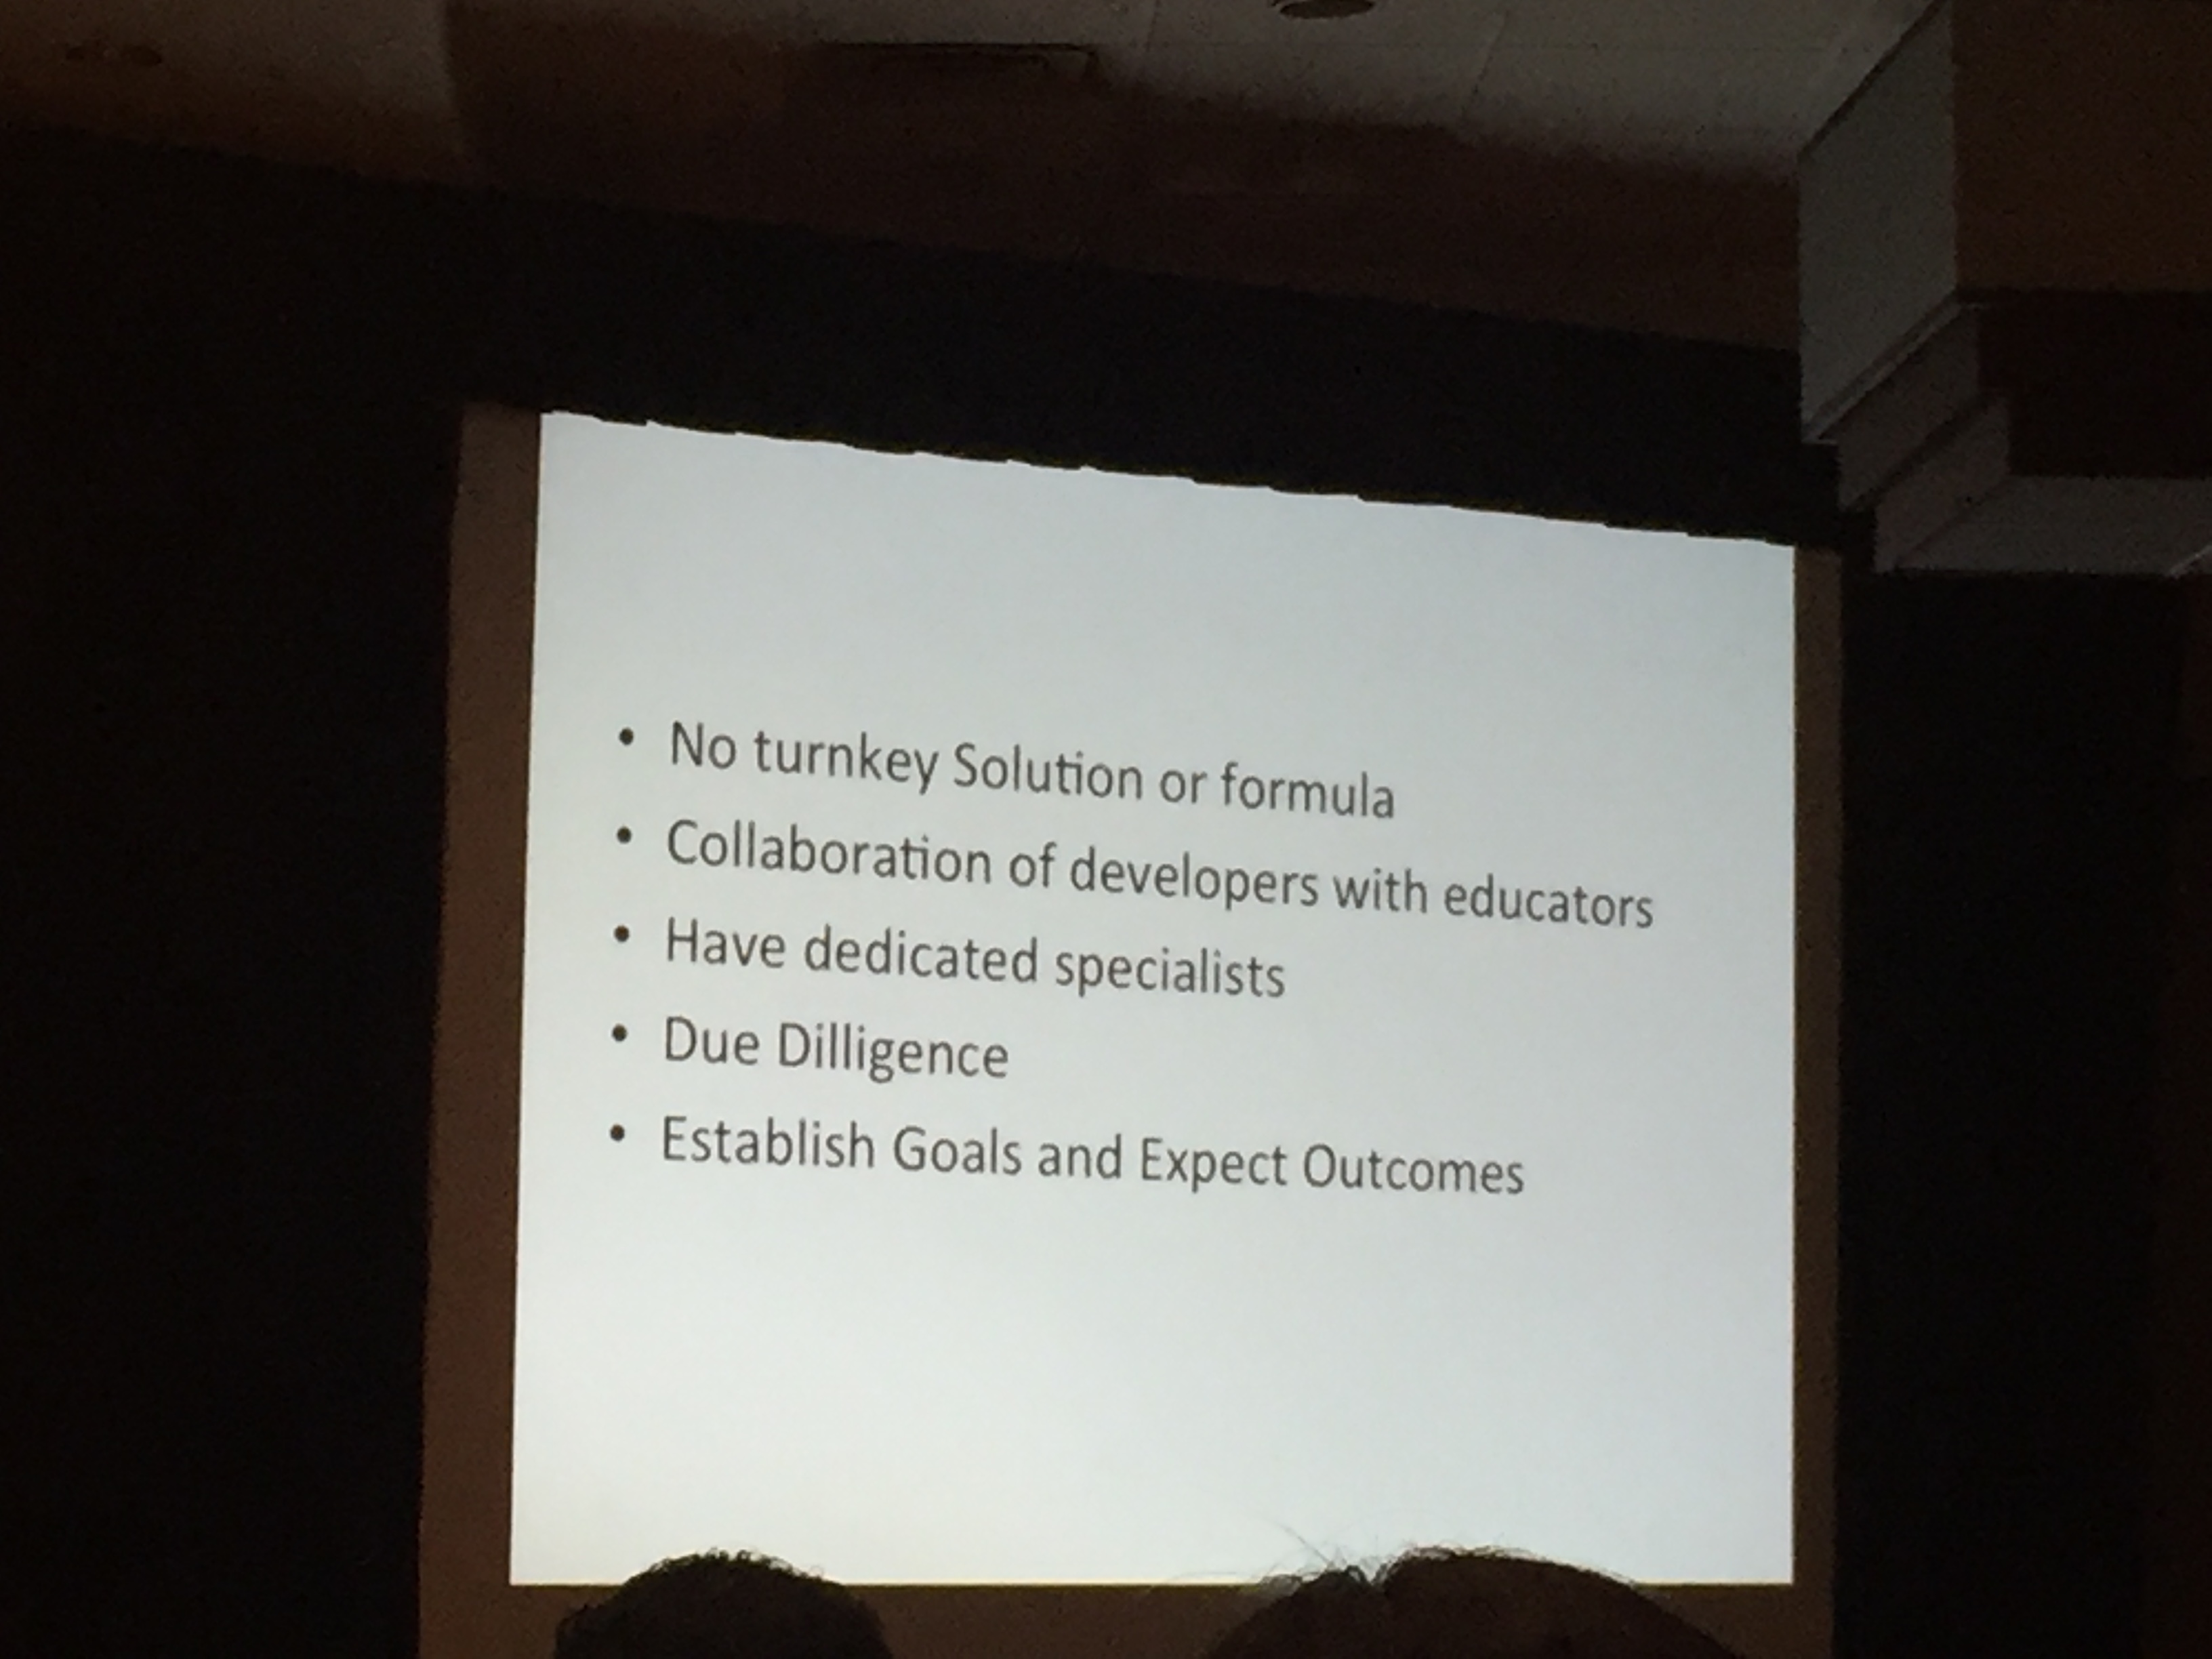 • No turnkey Solution or formula
• Collaboration of developers with educators
• Have dedicated specialists
• Due Dilligence
• Establish Goals and Expect Outcomes